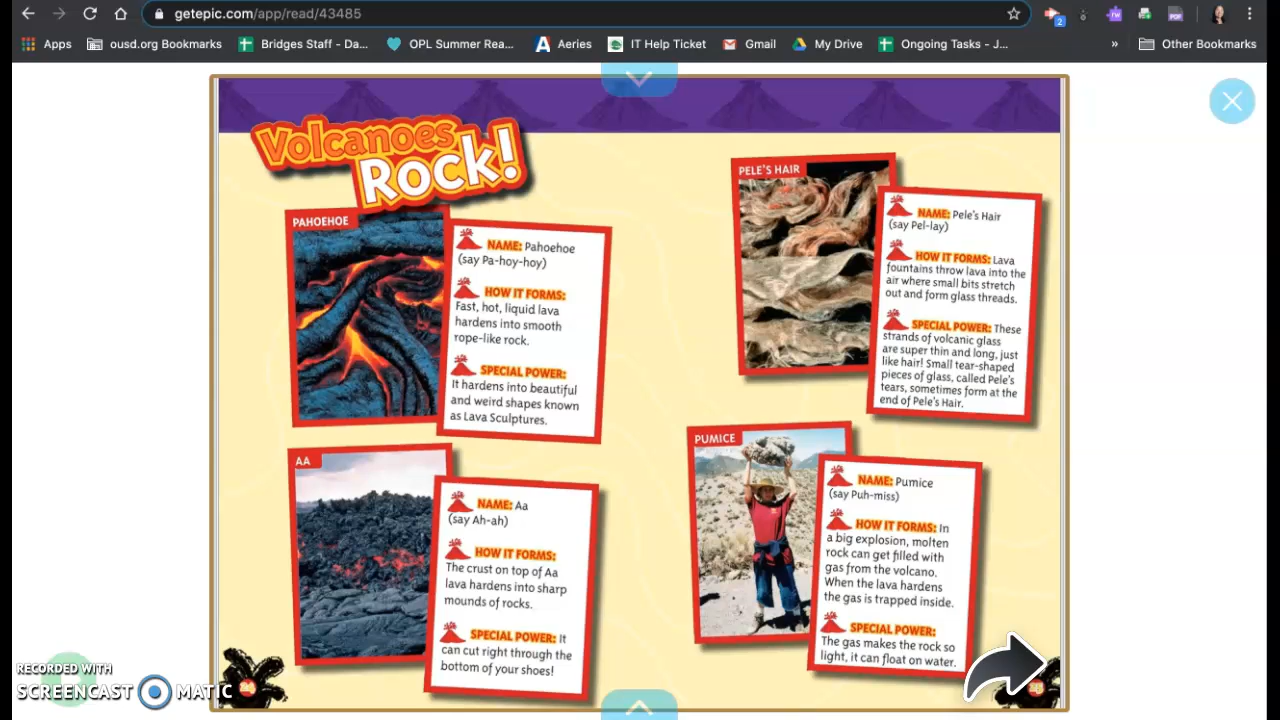 getepic.com/app/read/43485
2
Apps
ousd.org Bookmarks
Bridges Staff - Da...
OPL Summer Rea...
Aeries
IT Help Ticket
Gmail
My Drive
Ongoing Tasks - J...
»
Other Bookmarks
Volcanoes
Rock!
PAHOEHOE
NAME: Pahoehoe
(say Pa-hoy-hoy)
HOW IT FORMS:
Fast, hot, liquid lava
hardens into smooth
rope-like rock.
SPECIAL POWER:
It hardens into beautiful
and weird shapes known
as Lava Sculptures.
AA
NAME: Aa
(say Ah-ah)
HOW IT FORMS:
The crust on top of Aa
lava hardens into sharp
mounds of rocks.
SPECIAL POWER: It
can cut right through the
bottom of your shoes!
PELE'S HAIR
NAME: Pele's Hair
(say Pel-lay)
HOW IT FORMS: Lava
fountains throw lava into the
air where small bits stretch
out and form glass threads.
SPECIAL POWER: These
strands of volcanic glass
are super thin and long, just
like hair! Small tear-shaped
pieces of glass, called Pele's
tears, sometimes form at the
end of Pele's Hair.
PUMICE
NAME: Pumice
(say Puh-miss)
HOW IT FORMS: In
a big explosion, molten
rock can get filled with
gas from the volcano.
When the lava hardens
the gas is trapped inside.
SPECIAL POWER:
The gas makes the rock so
light, it can float on water.
RECORDED WITH
SCREENCAST MATIC